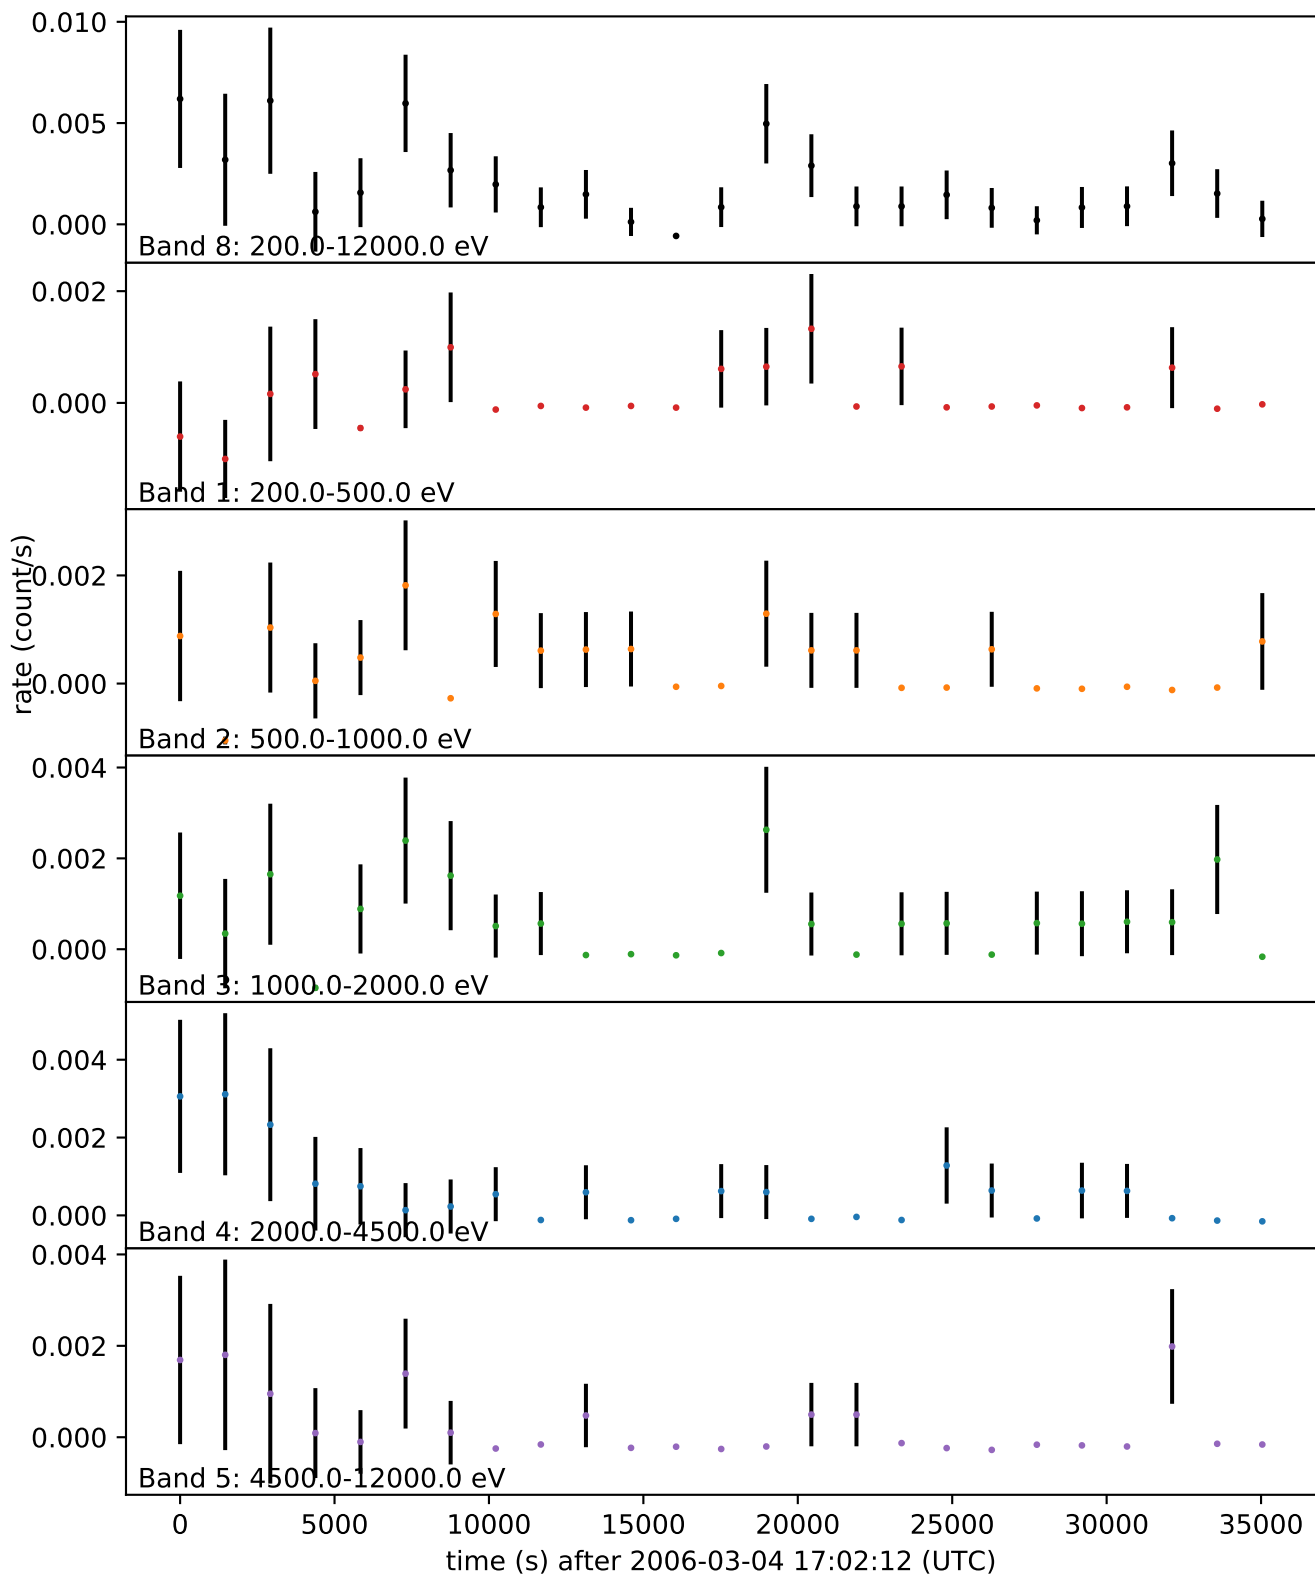 0.010
0.005
0.000
Band 8: 200.0-12000.0 eV
0.002
0.000
Band 1: 200.0-500.0 eV
rate (count/s)
0.002
0.000
Band 2: 500.0-1000.0 eV
0.004
0.002
0.000
Band 3: 1000.0-2000.0 eV
0.004
0.002
0.000
Band 4: 2000.0-4500.0 eV
0.004
0.002
0.000
Band 5: 4500.0-12000.0 eV
0 5000 10000 15000 20000 25000 30000 35000
time (s) after 2006-03-04 17:02:12 (UTC)